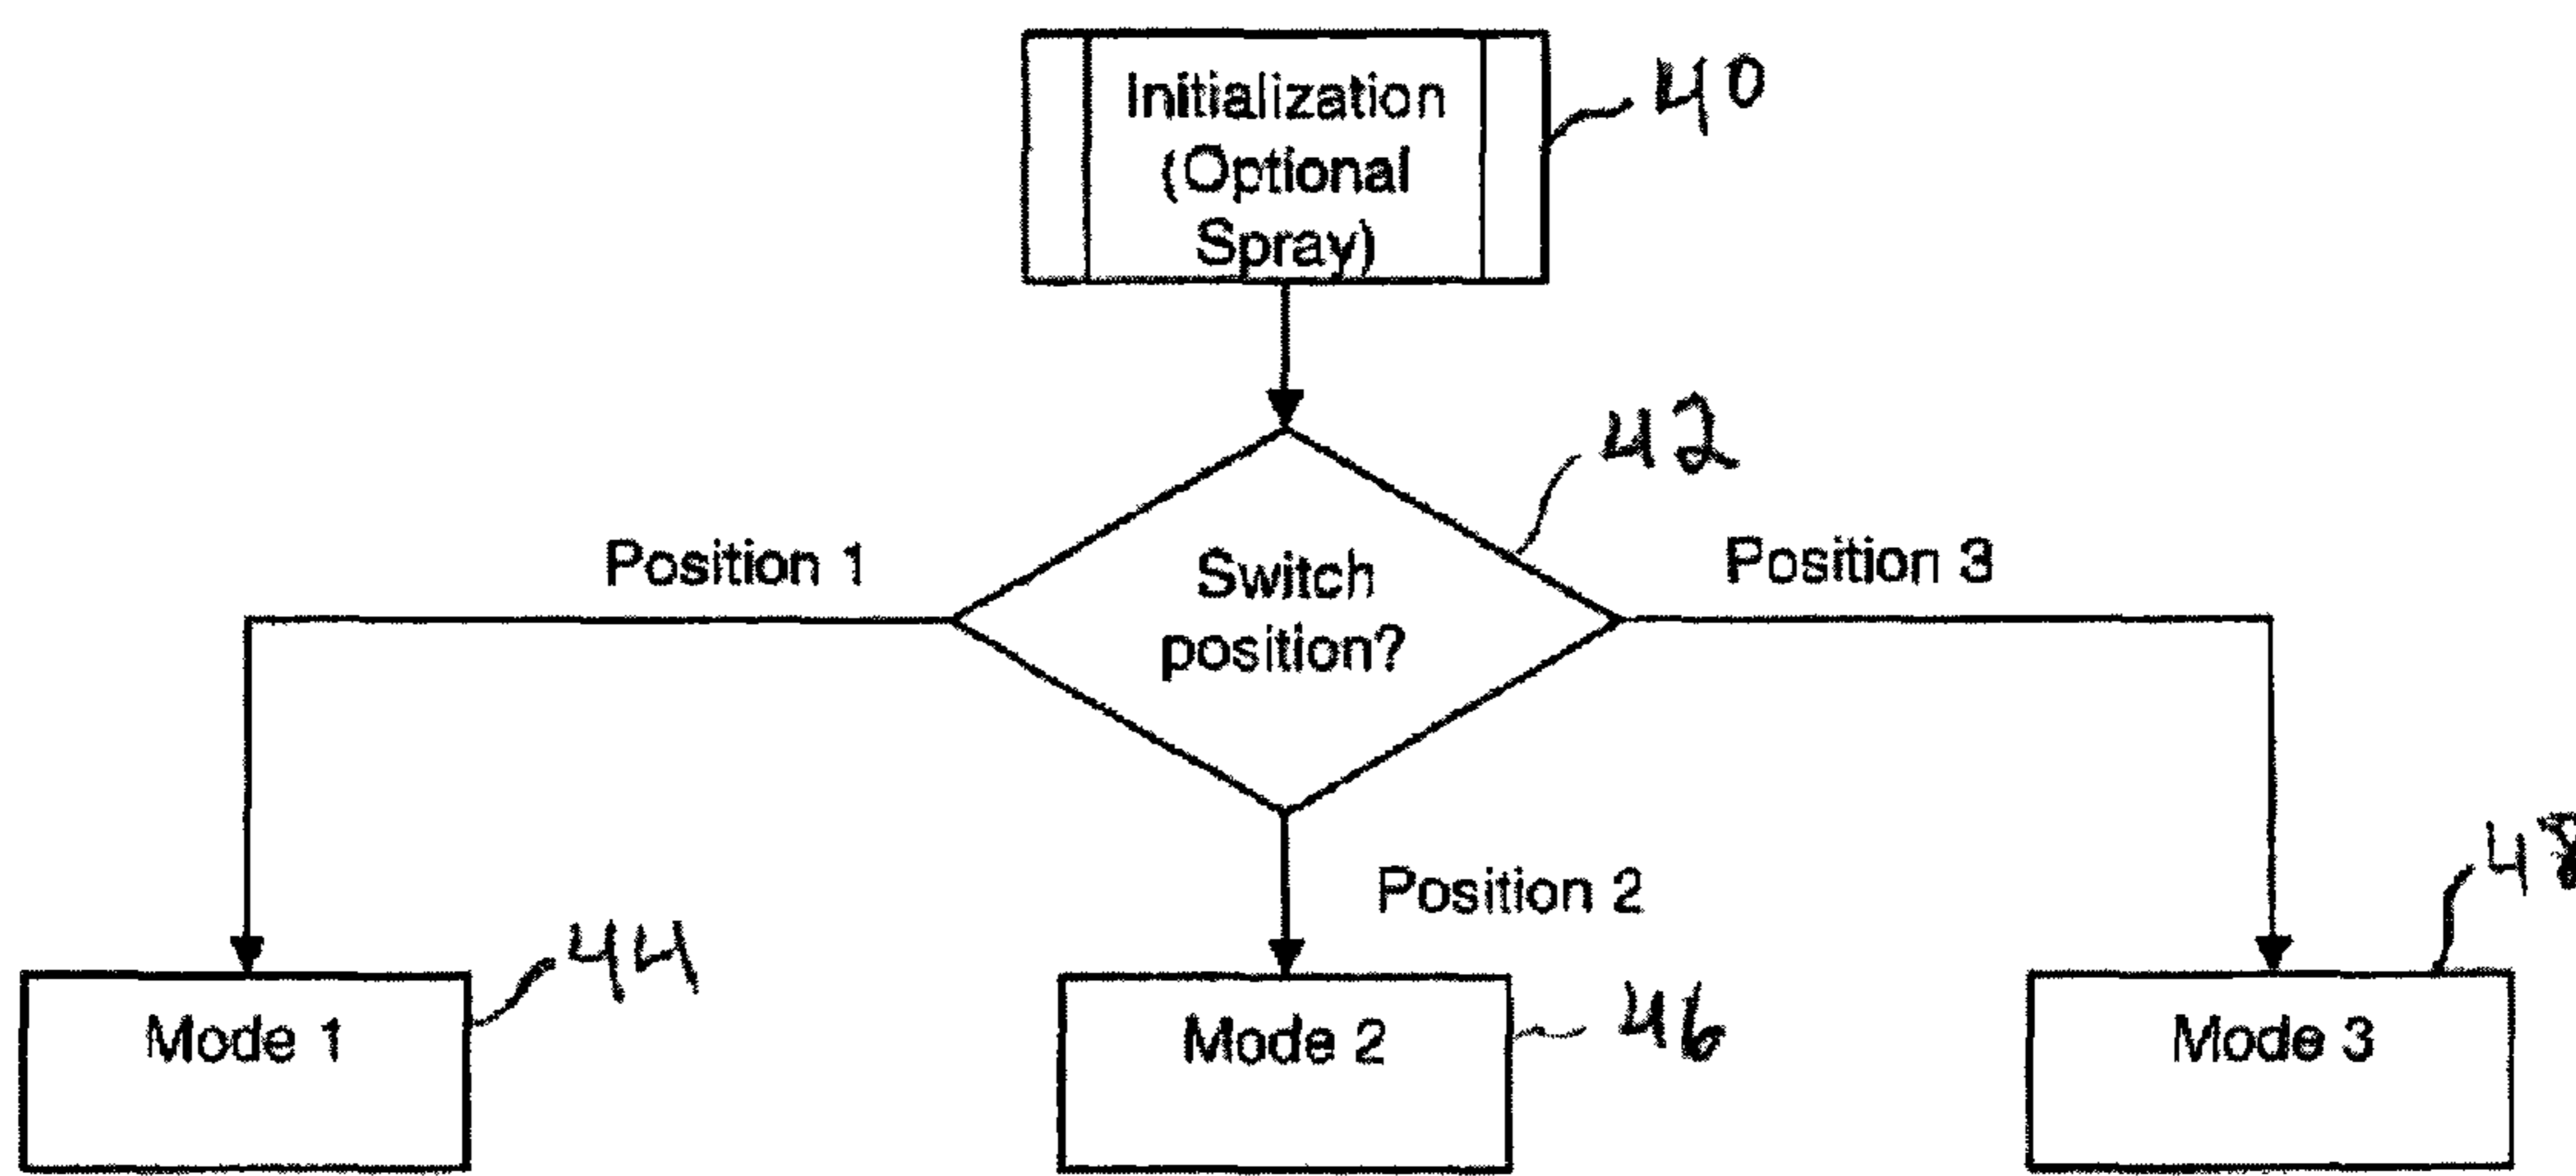 Initialization
(Optional
Spray)
40
42
Switch
position?
Position 1
Position 3
Position 2
48
44
46
Mode 1
Mode 2
Mode 3